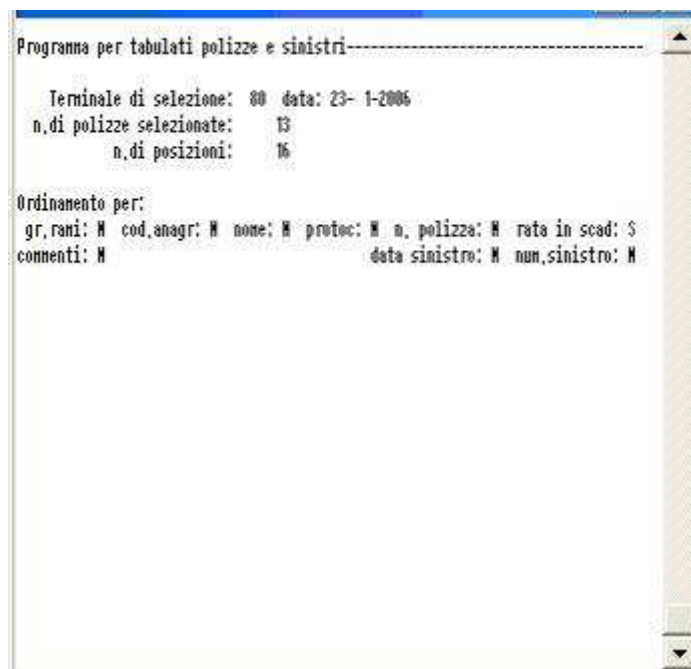 Programma per tabulati polizze e sinistri-------------------------------------
Terminale di selezione: 80 data: 23- 1-2006
n.di polizze selezionate: 13
n.di posizioni: 16
Ordinamento per:
gr.rami: N cod.anagr: N nome: N protoc: N n. polizza: N rata in scad: S
commenti: N data sinistro: N num.sinistro: N